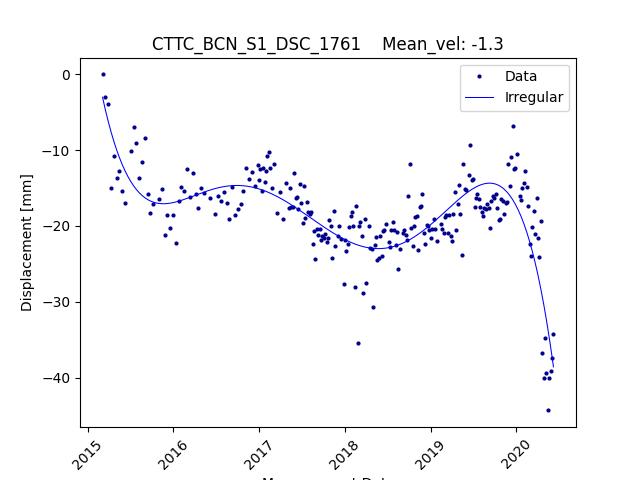 CTTC_BCN_S1_DSC_1761    Mean_vel: -1.3
Data
Irregular
0
−10
−20
−30
−40
Displacement [mm]
2015
2016
2017
2018
2019
2020